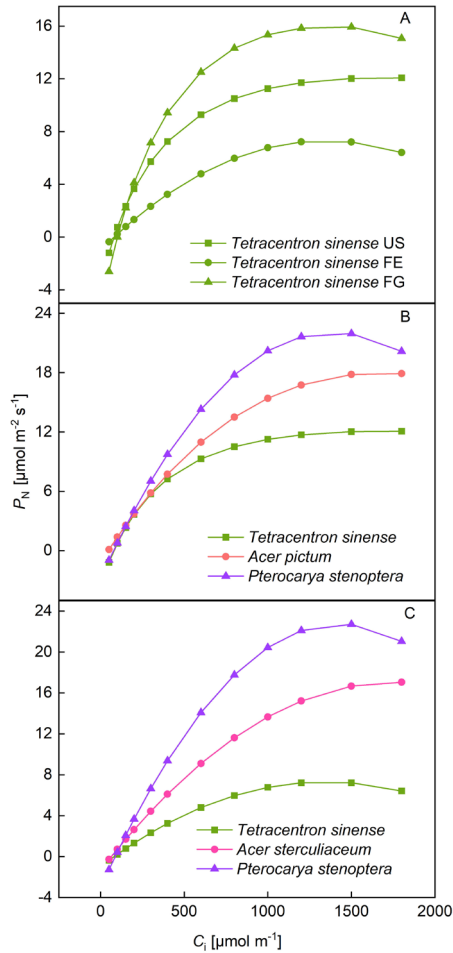 A
16
12
8
4
0
-4
Tetracentron sinense US
Tetracentron sinense FE
Tetracentron sinense FG
B
24
18
12
6
0
Tetracentron sinense
Acer pictum
Pterocarya stenoptera
PN [μmol m-2 s-1]
C
24
20
16
12
8
4
0
-4
Tetracentron sinense
Acer sterculiaceum
Pterocarya stenoptera
0 500 1000 1500 2000
Ci [μmol m-1]